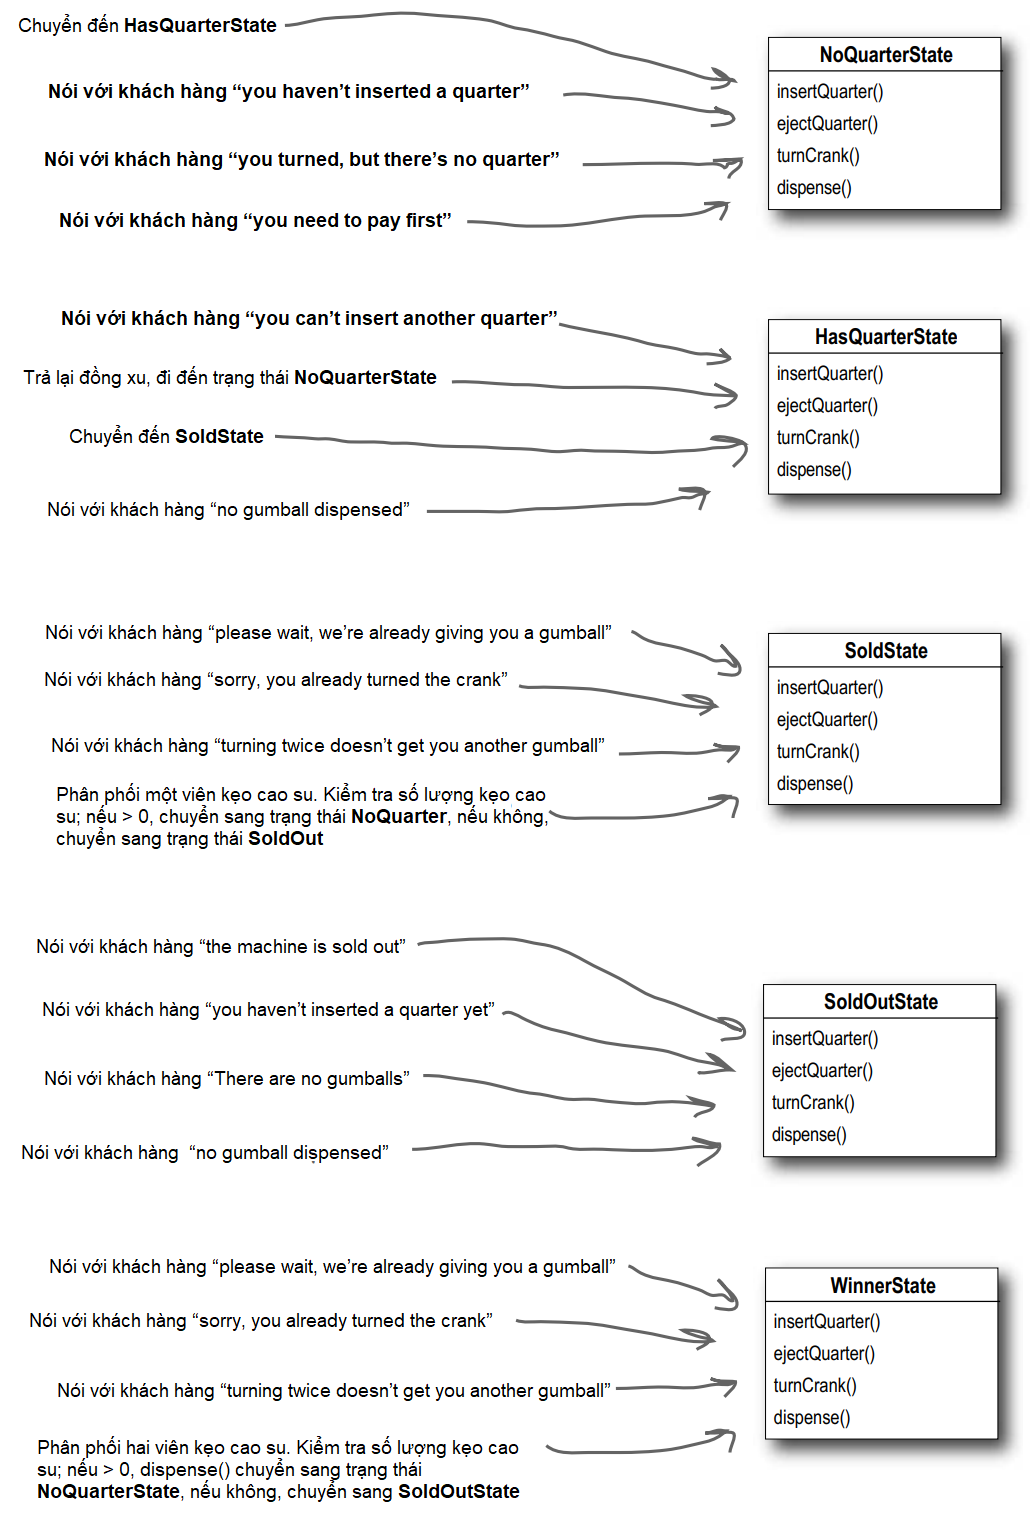 Chuyển đến HasQuarterState
NoQuarterState
Nói với khách hàng “you haven’t inserted a quarter”
insertQuarter()
ejectQuarter()
Nói với khách hàng “you turned, but there’s no quarter”
turnCrank()
dispense()
Nói với khách hàng “you need to pay first”
Nói với khách hàng “you can’t insert another quarter”
HasQuarterState
Trả lại đồng xu, đi đến trạng thái NoQuarterState
insertQuarter()
ejectQuarter()
Chuyển đến SoldState
turnCrank()
dispense()
Nói với khách hàng “no gumball dispensed”
Nói với khách hàng “please wait, we’re already giving you a gumball”
SoldState
Nói với khách hàng “sorry, you already turned the crank”
insertQuarter()
ejectQuarter()
Nói với khách hàng “turning twice doesn’t get you another gumball”
turnCrank()
dispense()
Phân phối một viên kẹo cao su. Kiểm tra số lượng kẹo cao
su; nếu > 0, chuyển sang trạng thái NoQuarter, nếu không,
chuyển sang trạng thái SoldOut
Nói với khách hàng “the machine is sold out”
SoldOutState
Nói với khách hàng “you haven’t inserted a quarter yet”
insertQuarter()
ejectQuarter()
Nói với khách hàng “There are no gumballs”
turnCrank()
dispense()
Nói với khách hàng “no gumball dispensed”
Nói với khách hàng “please wait, we’re already giving you a gumball”
WinnerState
Nói với khách hàng “sorry, you already turned the crank”
insertQuarter()
ejectQuarter()
Nói với khách hàng “turning twice doesn’t get you another gumball”
turnCrank()
dispense()
Phân phối hai viên kẹo cao su. Kiểm tra số lượng kẹo cao
su; nếu > 0, dispense() chuyển sang trạng thái
NoQuarterState, nếu không, chuyển sang SoldOutState